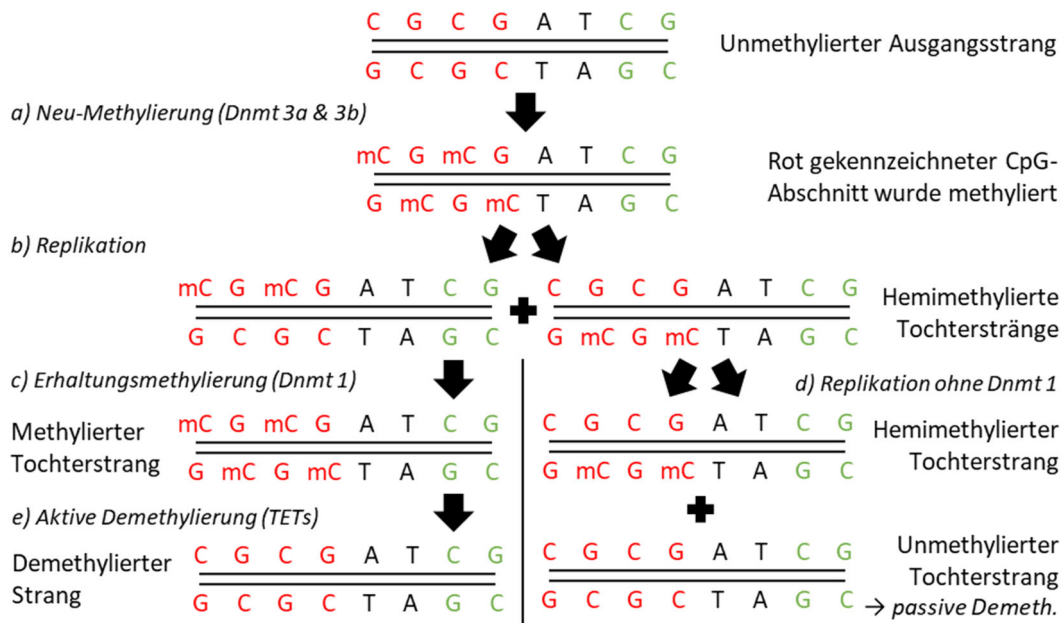 C G C G A T C G
G C G C T A G C
Unmethylierter Ausgangsstrang
a) Neu-Methylierung (Dnmt 3a & 3b)
mC G mC G A T C G
G mC G mC T A G C
Rot gekennzeichneter CpG-
Abschnitt wurde methyliert
b) Replikation
mC G mC G A T C G
G C G C T A G C
C G C G A T C G
G mC G mC T A G C
Hemimethylierte
Tochterstränge
c) Erhaltungsmethylierung (Dnmt 1)
d) Replikation ohne Dnmt 1
Methylierter
Tochterstrang
mC G mC G A T C G
G mC G mC T A G C
C G C G A T C G
G mC G mC T A G C
Hemimethylierter
Tochterstrang
e) Aktive Demethylierung (TETs)
Demethylierter
Strang
C G C G A T C G
G C G C T A G C
C G C G A T C G
G C G C T A G C
Unmethylierter
Tochterstrang
→ passive Demeth.